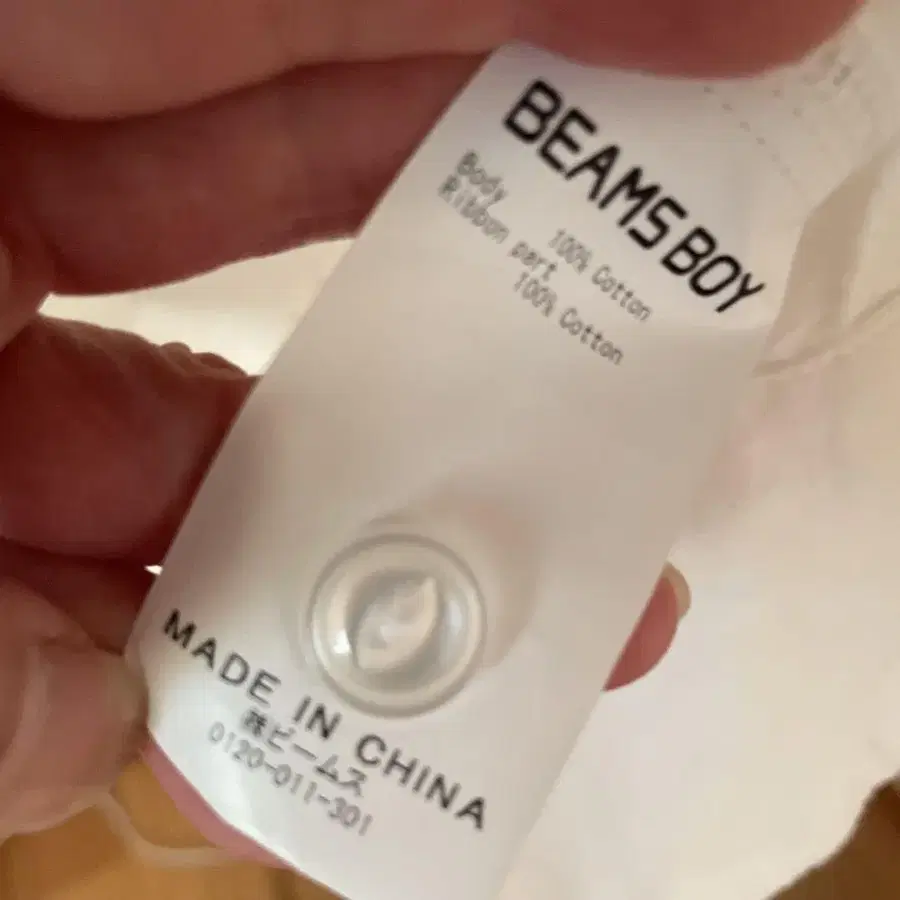 BEAMS BOY
Body
100% Cotton
Ribbon part
100% Cotton
MADE IN CHINA
㈱ビームス
0120-011-301